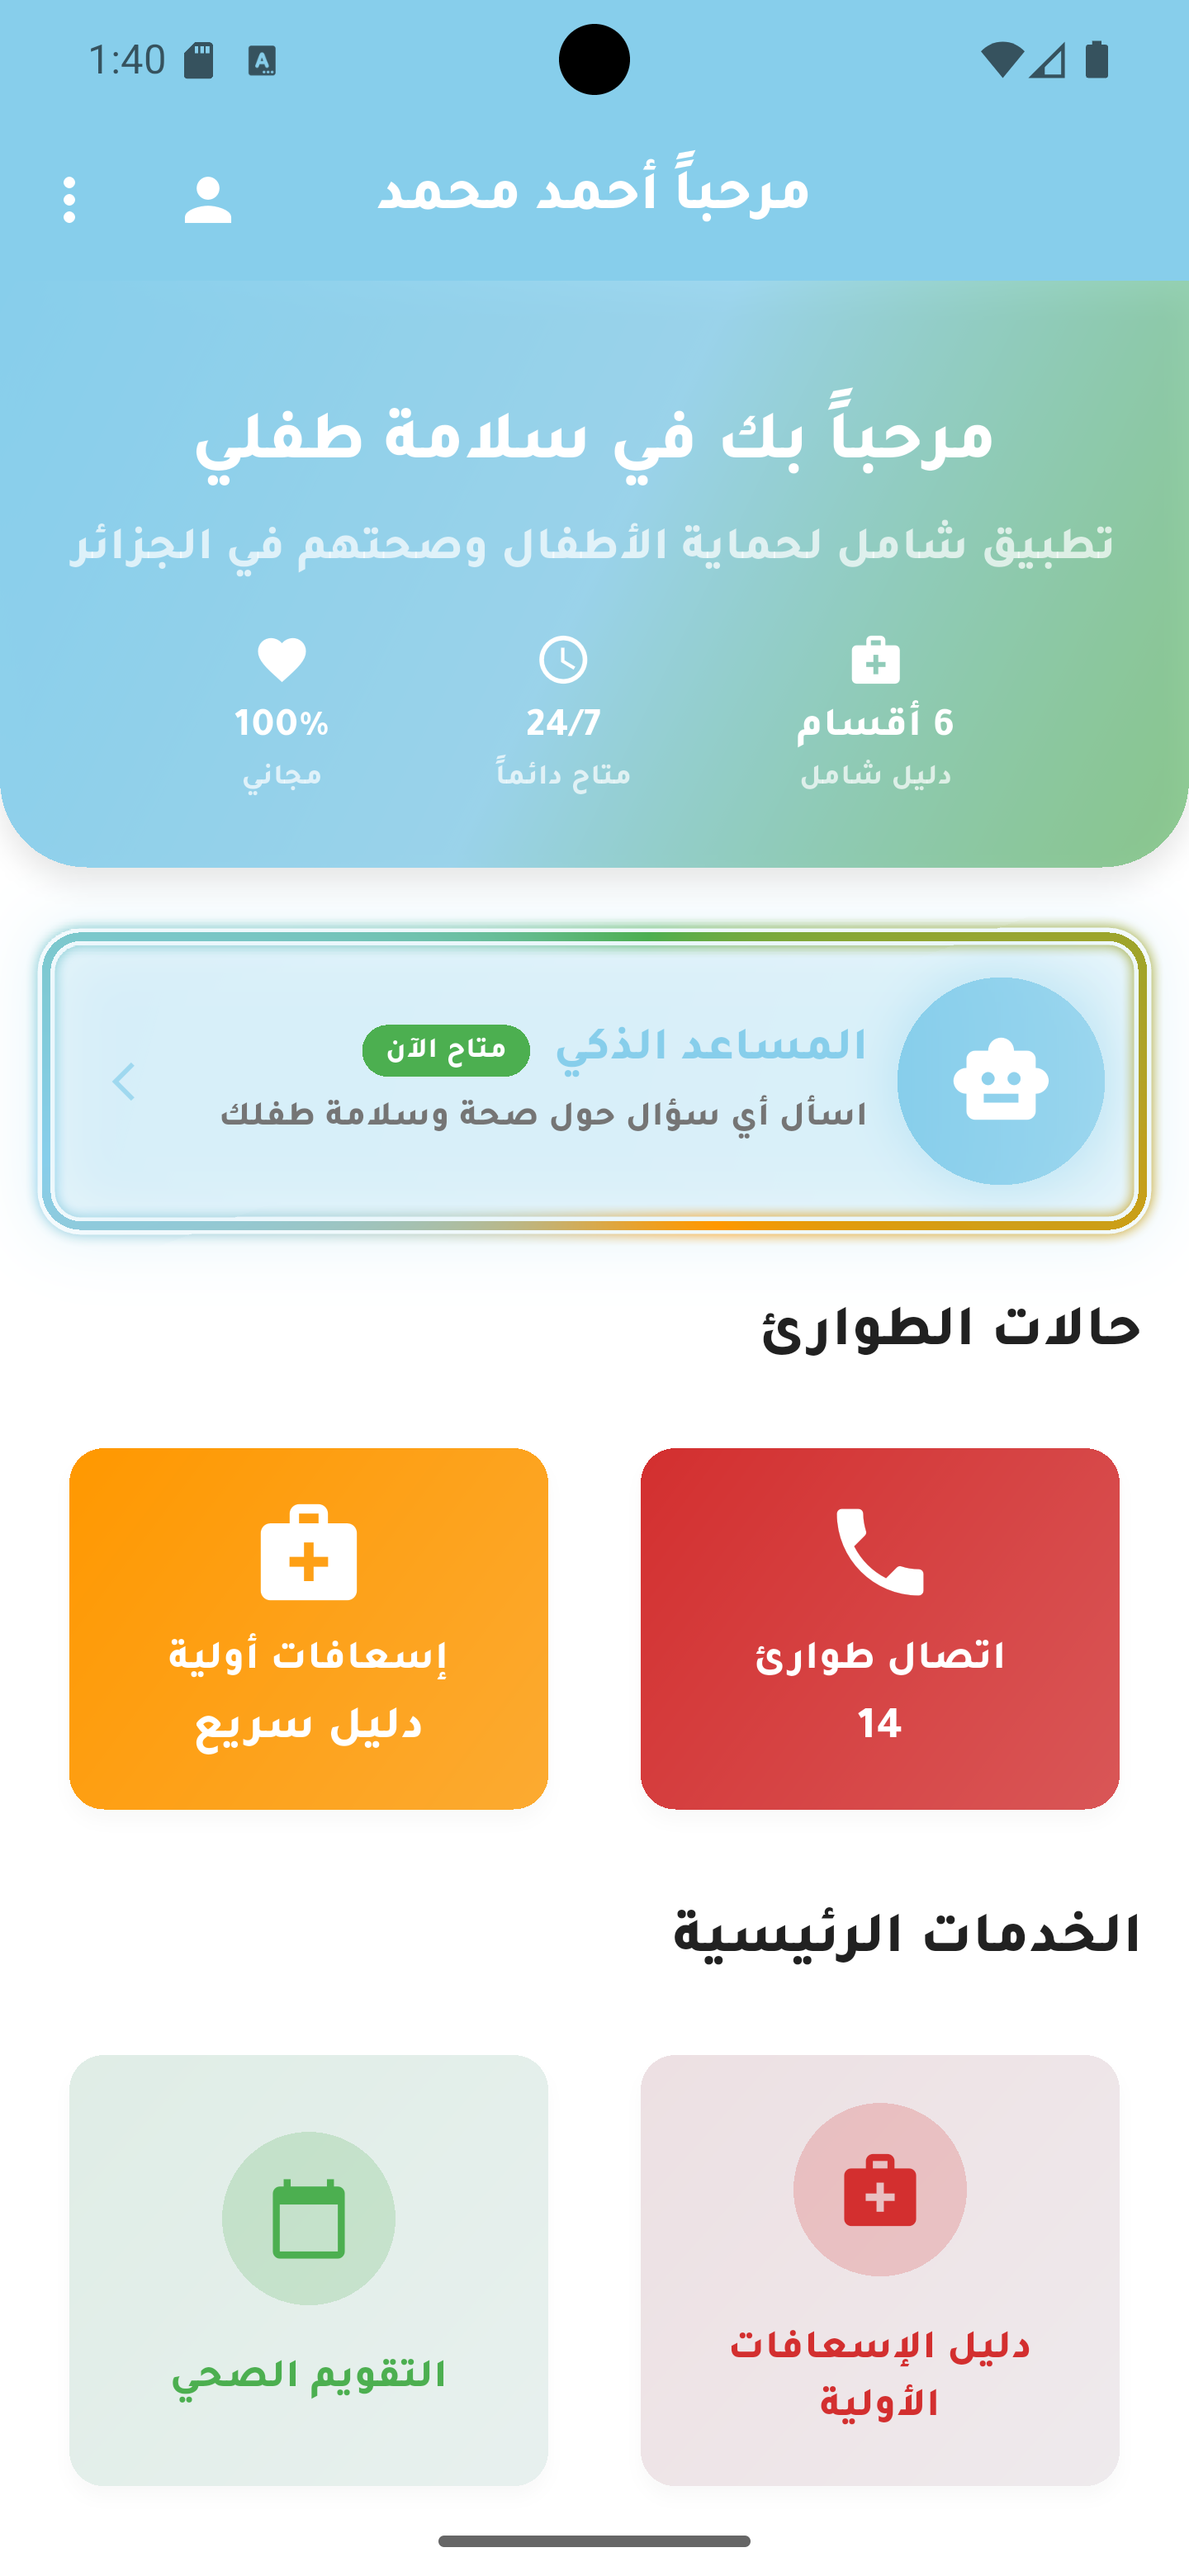 1:40
مرحباً أحمد محمد
مرحباً بك في سلامة طفلي
تطبيق شامل لحماية الأطفال وصحتهم في الجزائر
6 أقسام
24/7
100%
دليل شامل
متاح دائماً
مجاني
المساعد الذكي
متاح الآن
اسأل أي سؤال حول صحة وسلامة طفلك
حالات الطوارئ
اتصال طوارئ
14
إسعافات أولية
دليل سريع
الخدمات الرئيسية
دليل الإسعافات
الأولية
التقويم الصحي